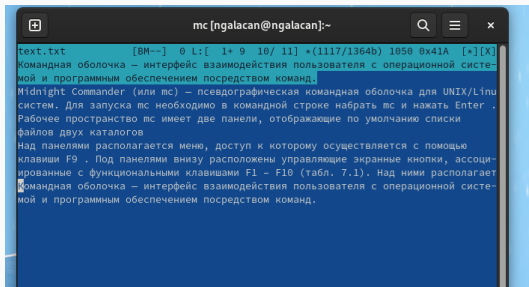 mc [ngalacan@ngalacan]:~
text.txt [BM--] 0 L:[ 1+ 9 10/ 11] *(1117/1364b) 1050 0x41A [*][X]
Командная оболочка — интерфейс взаимодействия пользователя с операционной систе-
мой и программным обеспечением посредством команд.
Midnight Commander (или mc) — псевдографическая командная оболочка для UNIX/Linu
систем. Для запуска mc необходимо в командной строке набрать mc и нажать Enter .
Рабочее пространство mc имеет две панели, отображающие по умолчанию списки
файлов двух каталогов
Над панелями располагается меню, доступ к которому осуществляется с помощью
клавиши F9 . Под панелями внизу расположены управляющие экранные кнопки, ассоци-
ированные с функциональными клавишами F1 – F10 (табл. 7.1). Над ними располагает
Командная оболочка — интерфейс взаимодействия пользователя с операционной систе-
мой и программным обеспечением посредством команд.